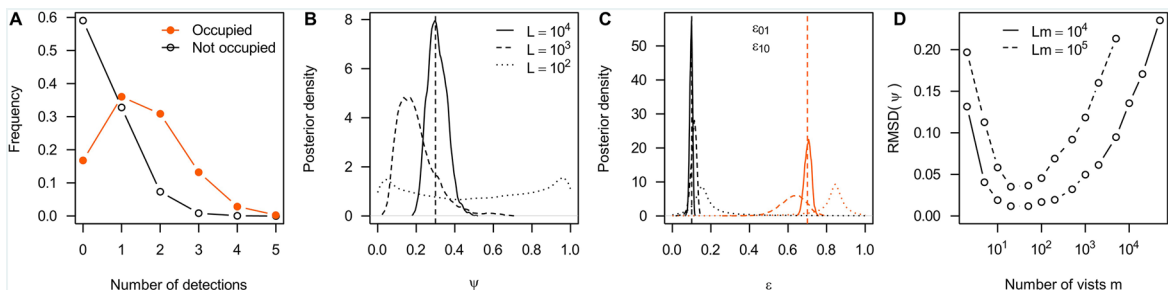 A
Occupied
Not occupied
0.6
0.5
0.4
0.3
0.2
0.1
0.0
Frequency
0 1 2 3 4 5
Number of detections
B
L = 10⁴
L = 10³
L = 10²
8
6
4
2
0
Posterior density
0.0 0.2 0.4 0.6 0.8 1.0
ψ
C
ε₀₁
ε₁₀
50
40
30
20
10
0
Posterior density
0.0 0.2 0.4 0.6 0.8 1.0
ε
D
Lm = 10⁴
Lm = 10⁵
0.20
0.15
0.10
0.05
0.00
RMSD(ψ)
10¹ 10² 10³ 10⁴
Number of vists m